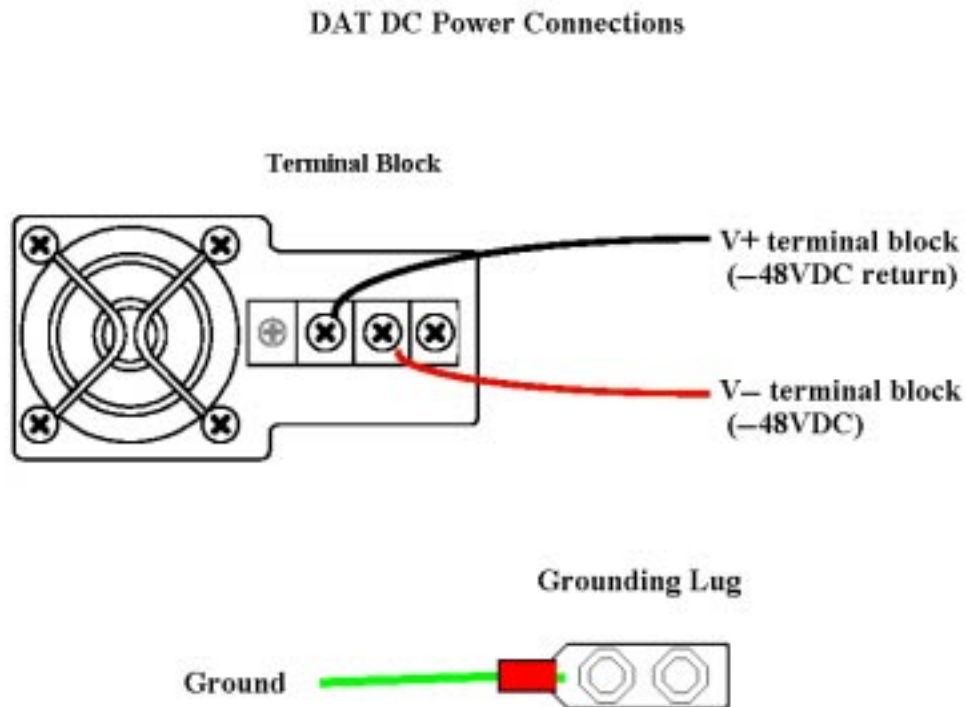 DAT DC Power Connections
Terminal Block
V+ terminal block
(–48VDC return)
V– terminal block
(–48VDC)
Grounding Lug
Ground